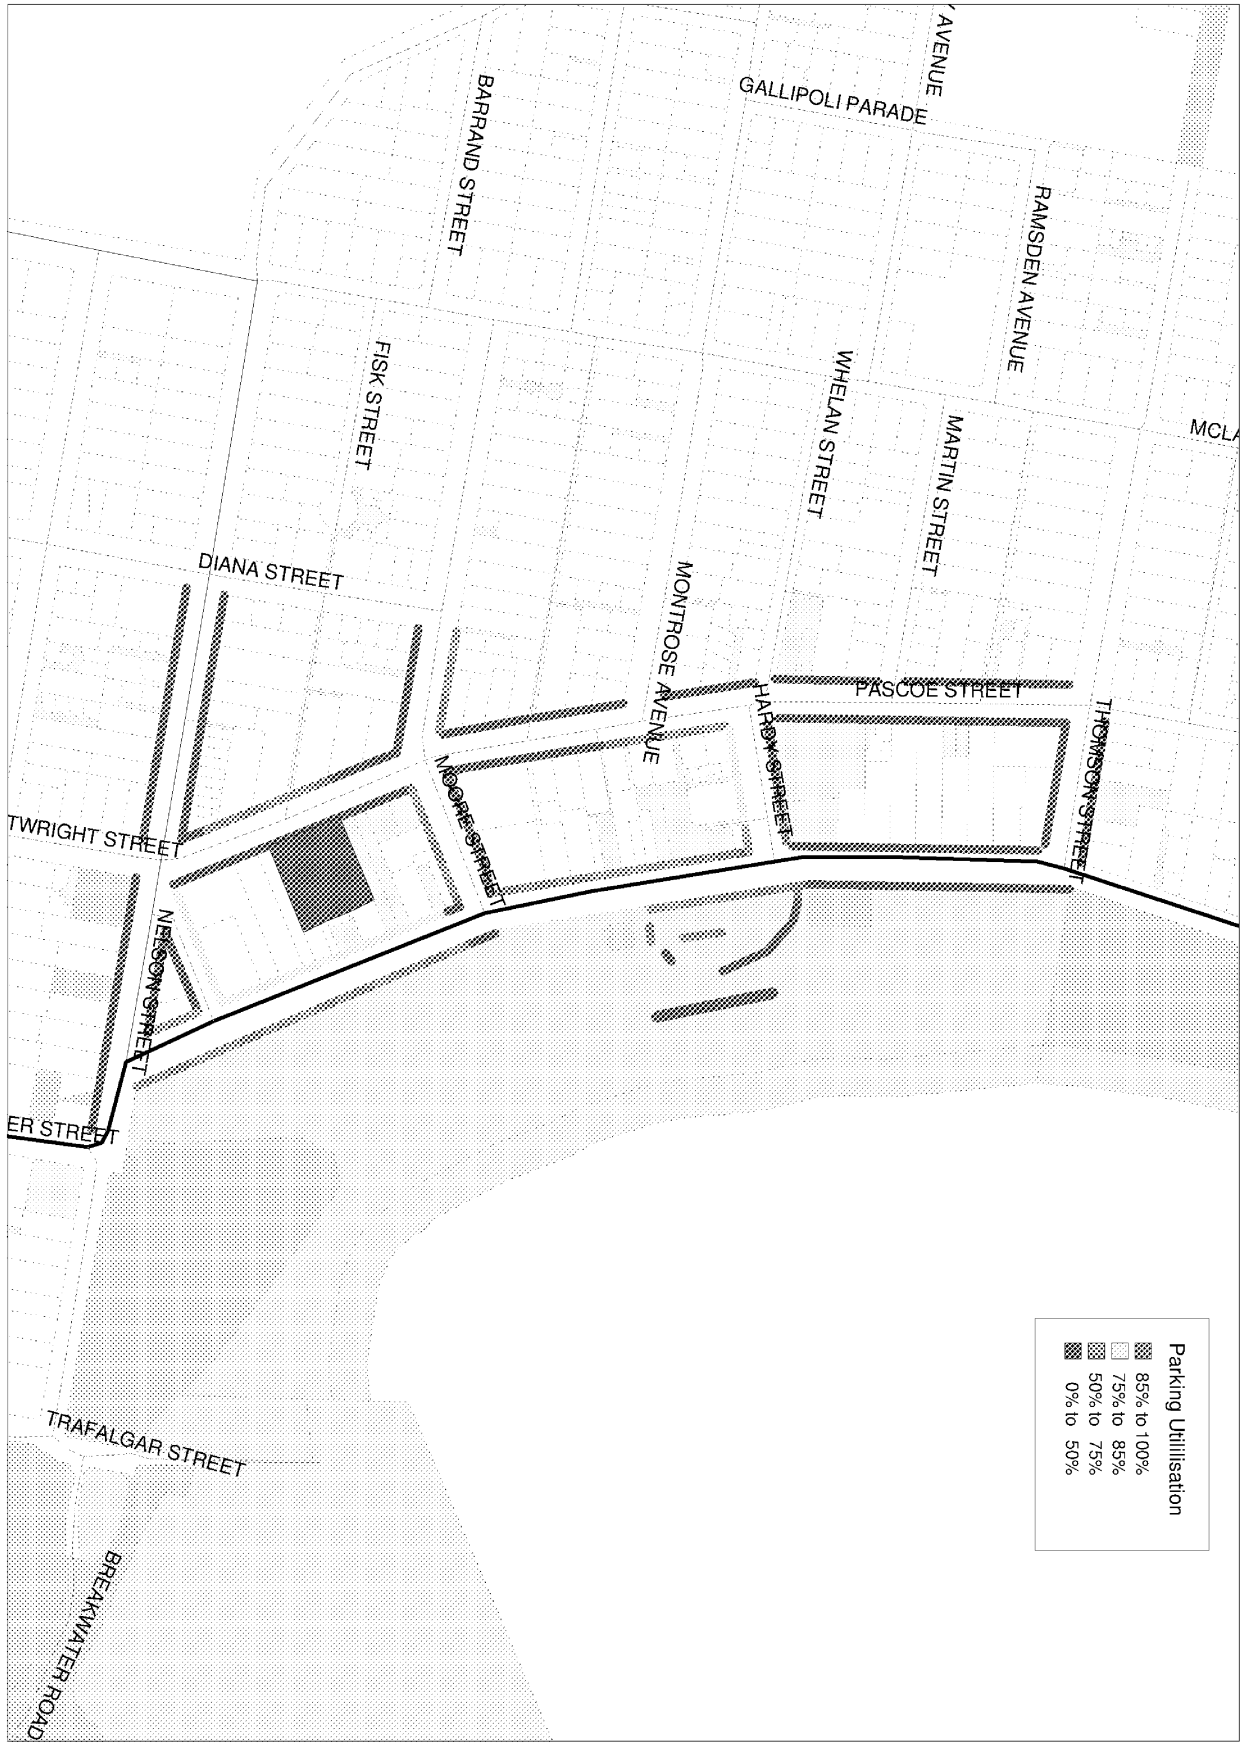 Y AVENUE
GALLIPOLI PARADE
BARRAND STREET
RAMSDEN AVENUE
FISK STREET
WHELAN STREET
MARTIN STREET
MCLA
DIANA STREET
MONTROSE AVENUE
PASCOE STREET
HARDY STREET
THOMSON STREET
MOORE STREET
TWRIGHT STREET
NELSON STREET
ER STREET
TRAFALGAR STREET
BREAKWATER ROAD
Parking Utililisation
85% to 100%
75% to 85%
50% to 75%
0% to 50%